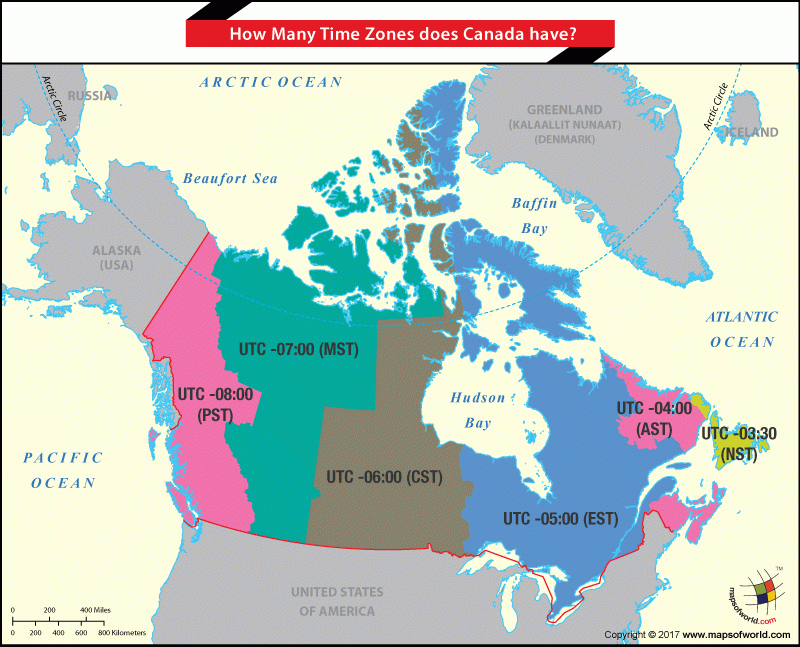 How Many Time Zones does Canada have?
ARCTIC OCEAN
Arctic Circle
RUSSIA
GREENLAND
(KALAALLIT NUNAAT)
(DENMARK)
Arctic Circle
ICELAND
Beaufort Sea
Baffin
Bay
ALASKA
(USA)
ATLANTIC
OCEAN
UTC -07:00 (MST)
UTC -08:00
(PST)
Hudson
Bay
UTC -04:00
(AST)
UTC -03:30
(NST)
PACIFIC
OCEAN
UTC -06:00 (CST)
UTC -05:00 (EST)
UNITED STATES
OF AMERICA
0 200 400 Miles
0 200 400 600 800 Kilometers
TM
mapsofworld.com
Copyright © 2017 www.mapsofworld.com